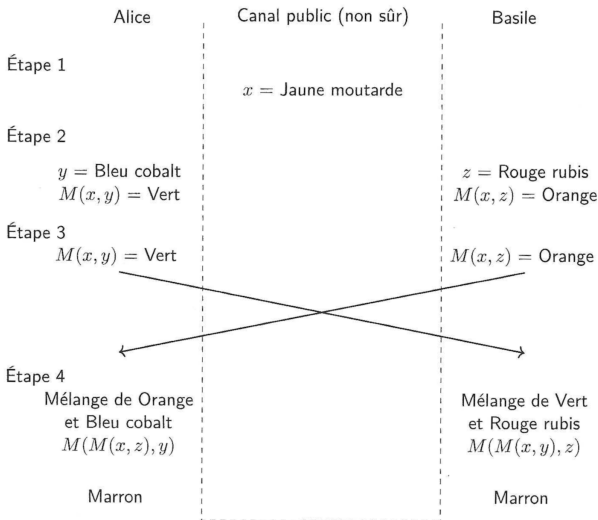 Alice Canal public (non sûr) Basile
Étape 1
x = Jaune moutarde
Étape 2
y = Bleu cobalt z = Rouge rubis
M(x, y) = Vert M(x, z) = Orange
Étape 3
M(x, y) = Vert M(x, z) = Orange
Étape 4
Mélange de Orange Mélange de Vert
et Bleu cobalt et Rouge rubis
M(M(x, z), y) M(M(x, y), z)
Marron Marron